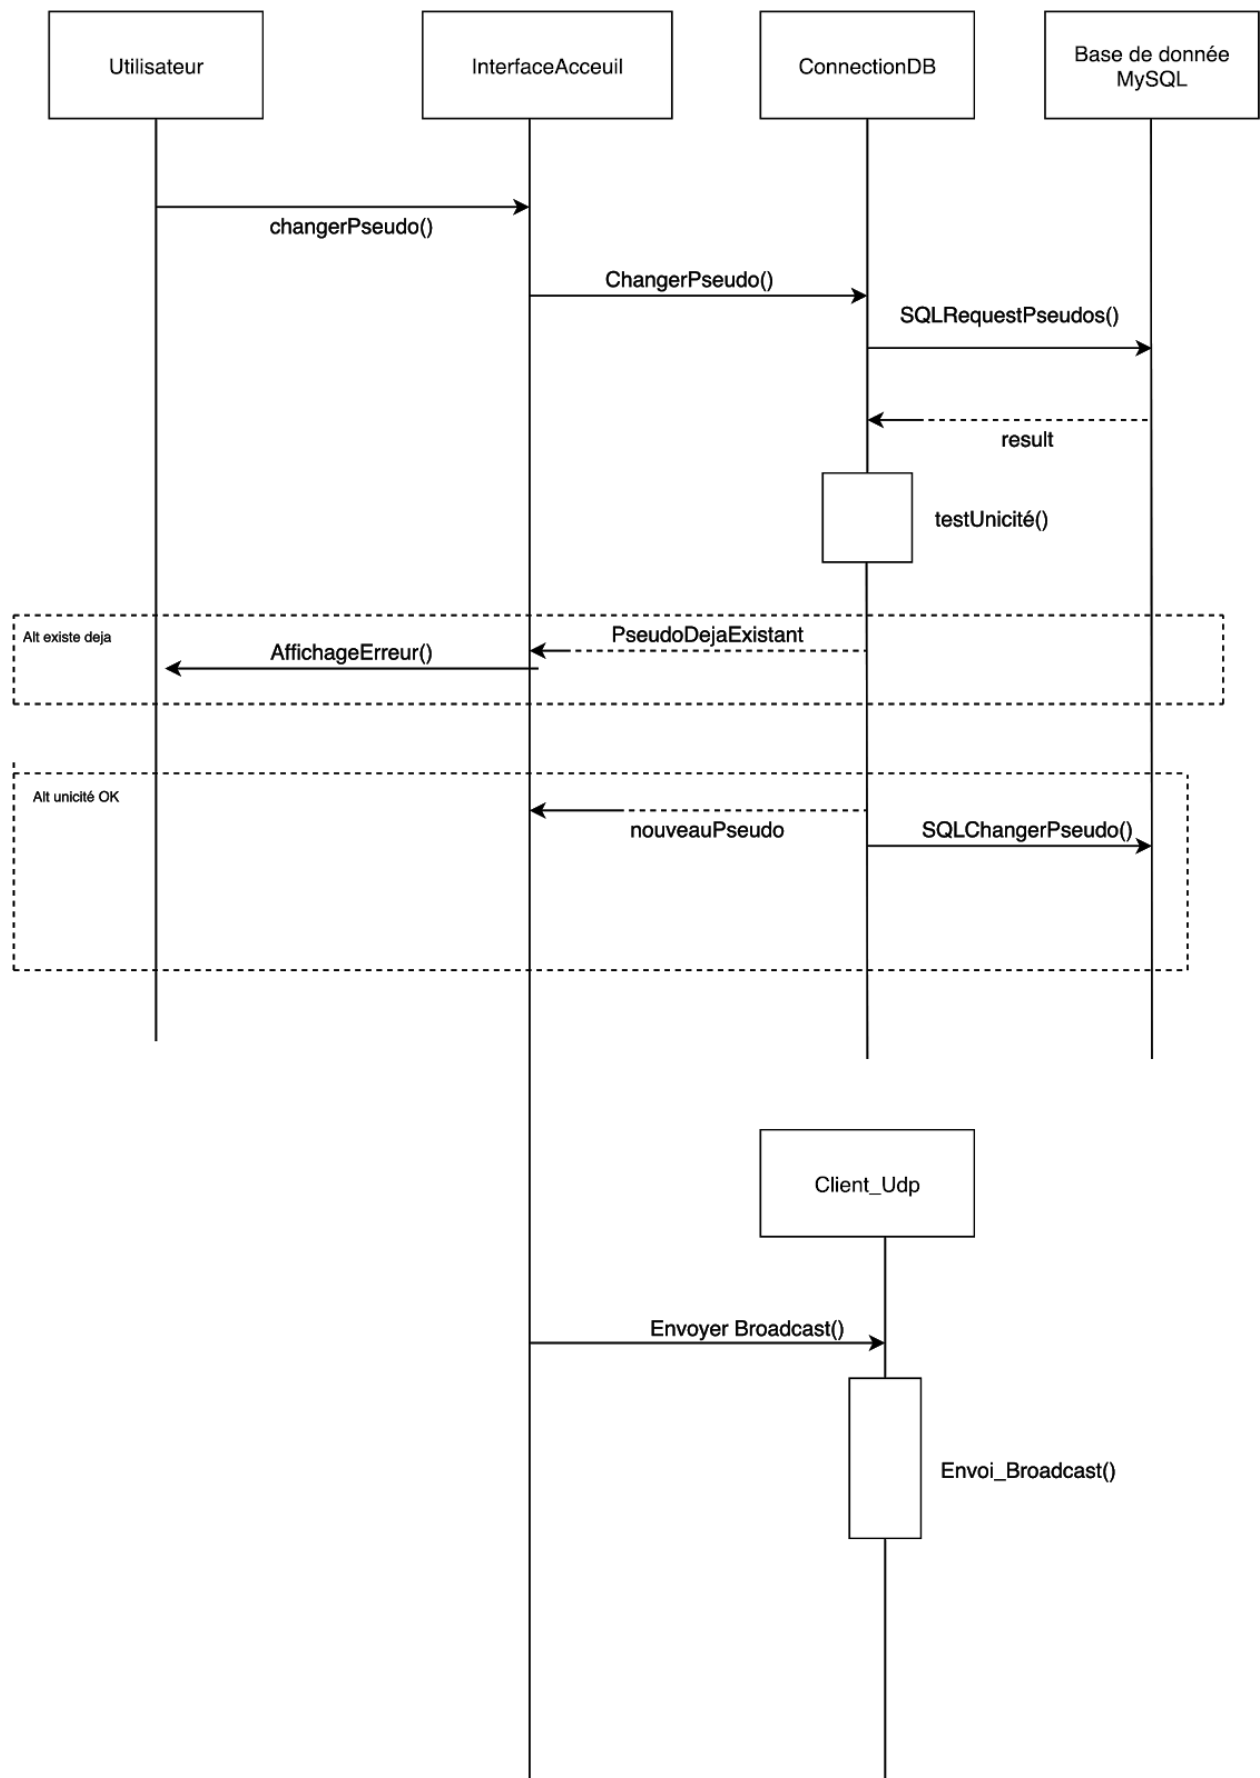 Utilisateur
InterfaceAcceuil
ConnectionDB
Base de donnée
MySQL
changerPseudo()
ChangerPseudo()
SQLRequestPseudos()
result
testUnicité()
Alt existe deja
PseudoDejaExistant
AffichageErreur()
Alt unicité OK
nouveauPseudo
SQLChangerPseudo()
Client_Udp
Envoyer Broadcast()
Envoi_Broadcast()